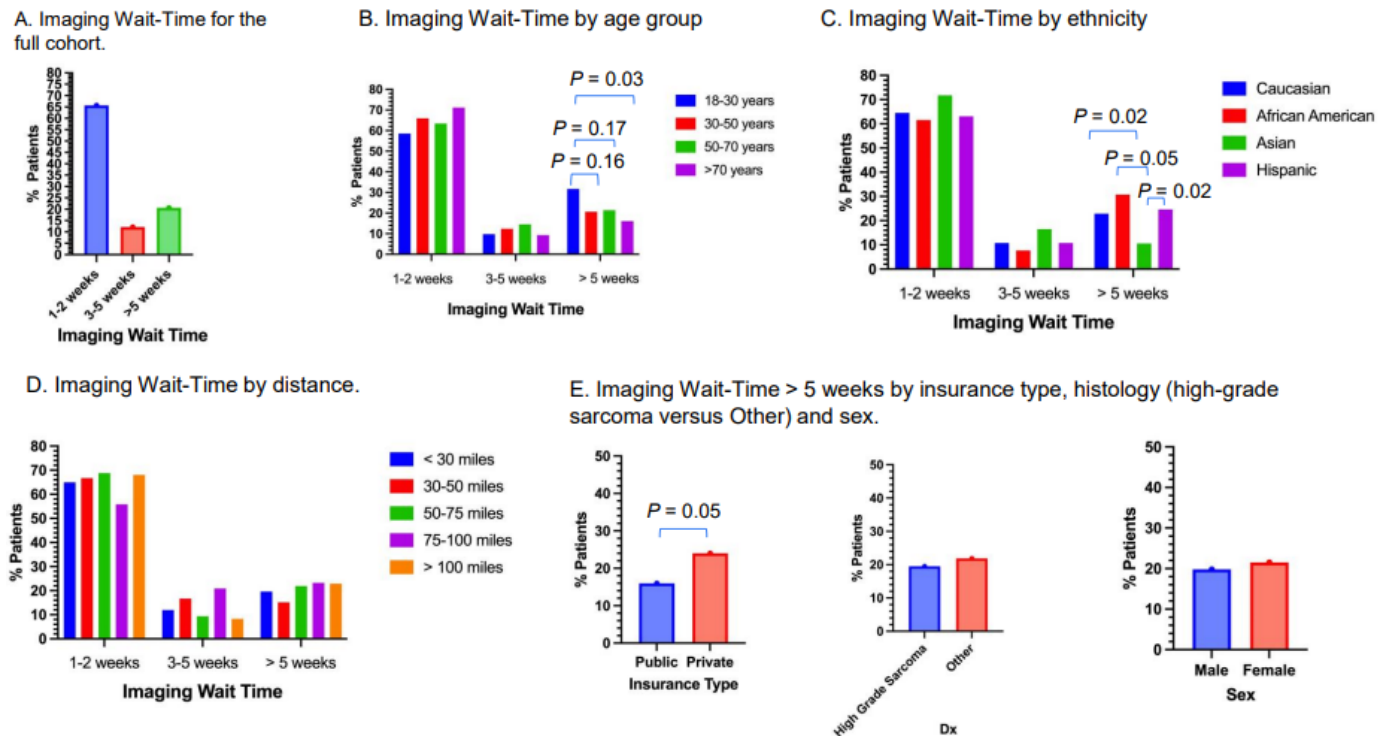 A. Imaging Wait-Time for the
full cohort.
% Patients
80
75
70
65
60
55
50
45
40
35
30
25
20
15
10
5
0
1-2 weeks
3-5 weeks
>5 weeks
Imaging Wait Time
B. Imaging Wait-Time by age group
% Patients
80
70
60
50
40
30
20
10
0
P = 0.03
P = 0.17
P = 0.16
18-30 years
30-50 years
50-70 years
>70 years
1-2 weeks 3-5 weeks > 5 weeks
Imaging Wait Time
C. Imaging Wait-Time by ethnicity
% Patients
80
70
60
50
40
30
20
10
0
P = 0.02
P = 0.05
P = 0.02
Caucasian
African American
Asian
Hispanic
1-2 weeks 3-5 weeks > 5 weeks
Imaging Wait Time
D. Imaging Wait-Time by distance.
% Patients
80
70
60
50
40
30
20
10
0
< 30 miles
30-50 miles
50-75 miles
75-100 miles
> 100 miles
1-2 weeks 3-5 weeks > 5 weeks
Imaging Wait Time
E. Imaging Wait-Time > 5 weeks by insurance type, histology (high-grade
sarcoma versus Other) and sex.
% Patients
50
40
30
20
10
0
P = 0.05
Public Private
Insurance Type
% Patients
50
40
30
20
10
0
High Grade Sarcoma
Other
Dx
% Patients
50
40
30
20
10
0
Male Female
Sex